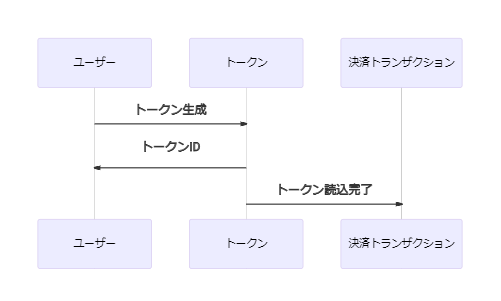 ユーザー
トークン
決済トランザクション
トークン生成
トークンID
トークン読込完了
ユーザー
トークン
決済トランザクション